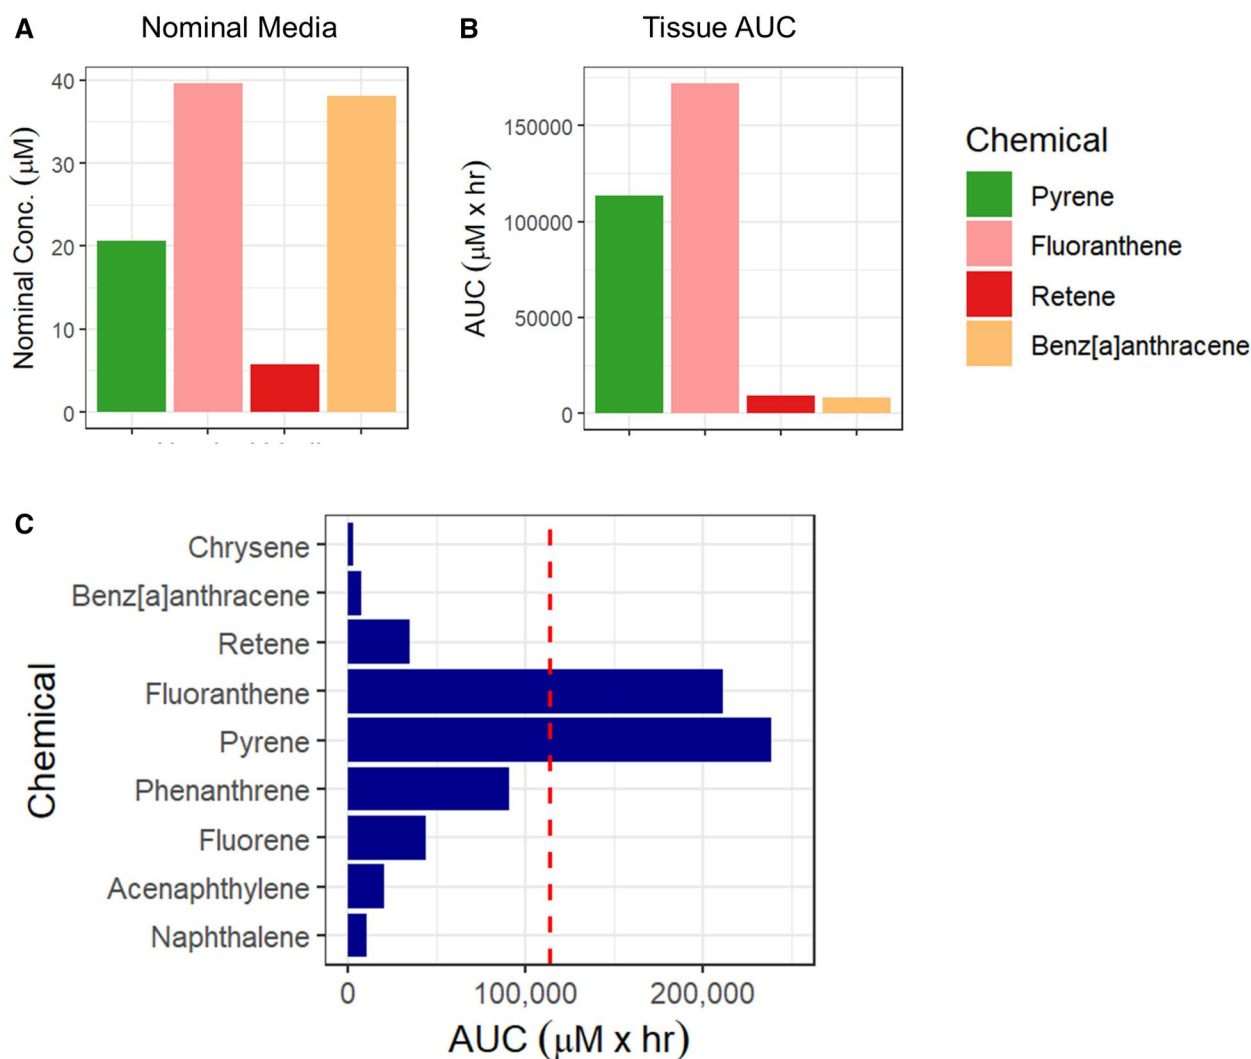 A Nominal Media
B Tissue AUC
Nominal Conc. (μM)
40
30
20
10
0
AUC (μM x hr)
150000
100000
50000
0
Chemical
Pyrene
Fluoranthene
Retene
Benz[a]anthracene
C
Chemical
Chrysene
Benz[a]anthracene
Retene
Fluoranthene
Pyrene
Phenanthrene
Fluorene
Acenaphthylene
Naphthalene
0 100,000 200,000
AUC (μM x hr)